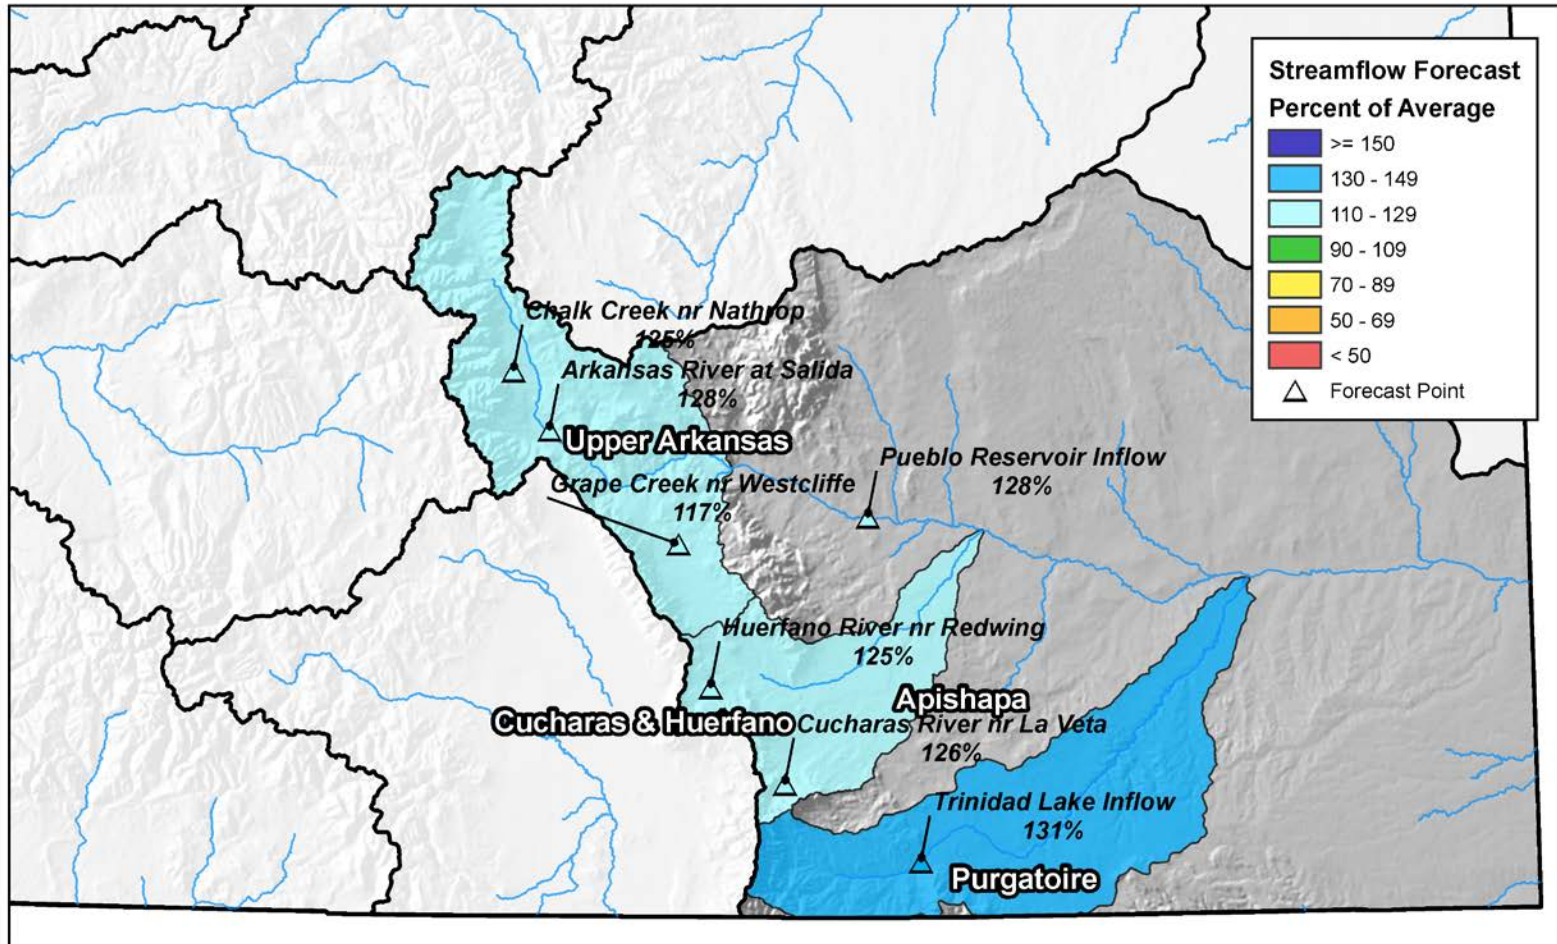 Streamflow Forecast
Percent of Average
>= 150
130 - 149
110 - 129
90 - 109
70 - 89
50 - 69
< 50
Forecast Point
Chalk Creek nr Nathrop
125%
Arkansas River at Salida
128%
Upper Arkansas
Pueblo Reservoir Inflow
128%
Grape Creek nr Westcliffe
117%
Huerfano River nr Redwing
125%
Apishapa
Cucharas & Huerfano
Cucharas River nr La Veta
126%
Trinidad Lake Inflow
131%
Purgatoire